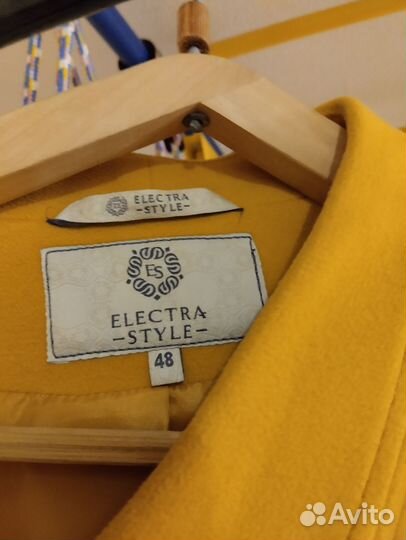 ELECTRA
-STYLE-
ES
ELECTRA
-STYLE-
48
Avito